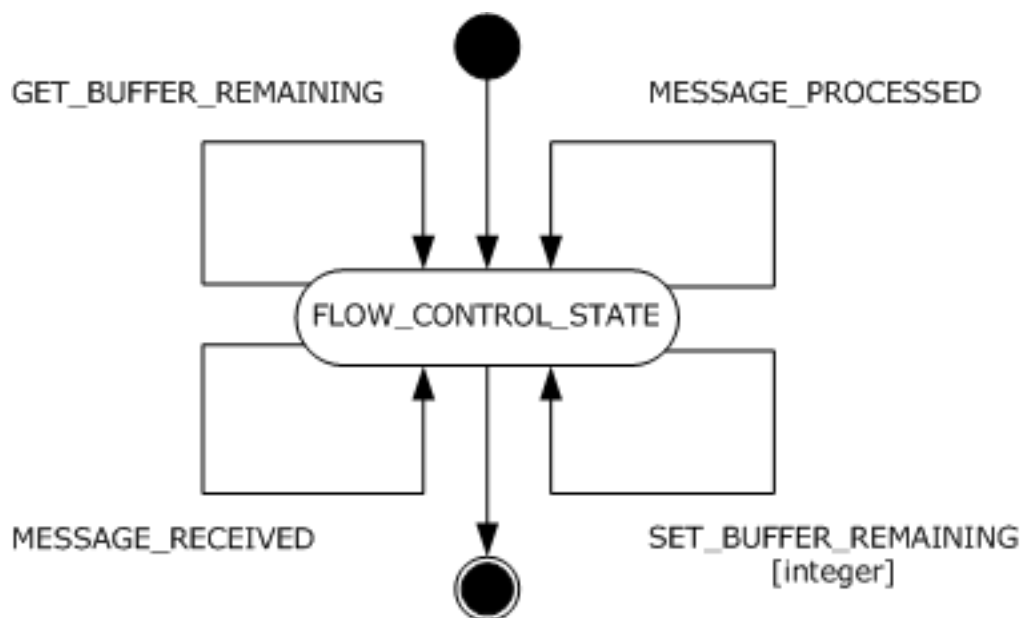 GET_BUFFER_REMAINING
MESSAGE_PROCESSED
FLOW_CONTROL_STATE
MESSAGE_RECEIVED
SET_BUFFER_REMAINING
[integer]